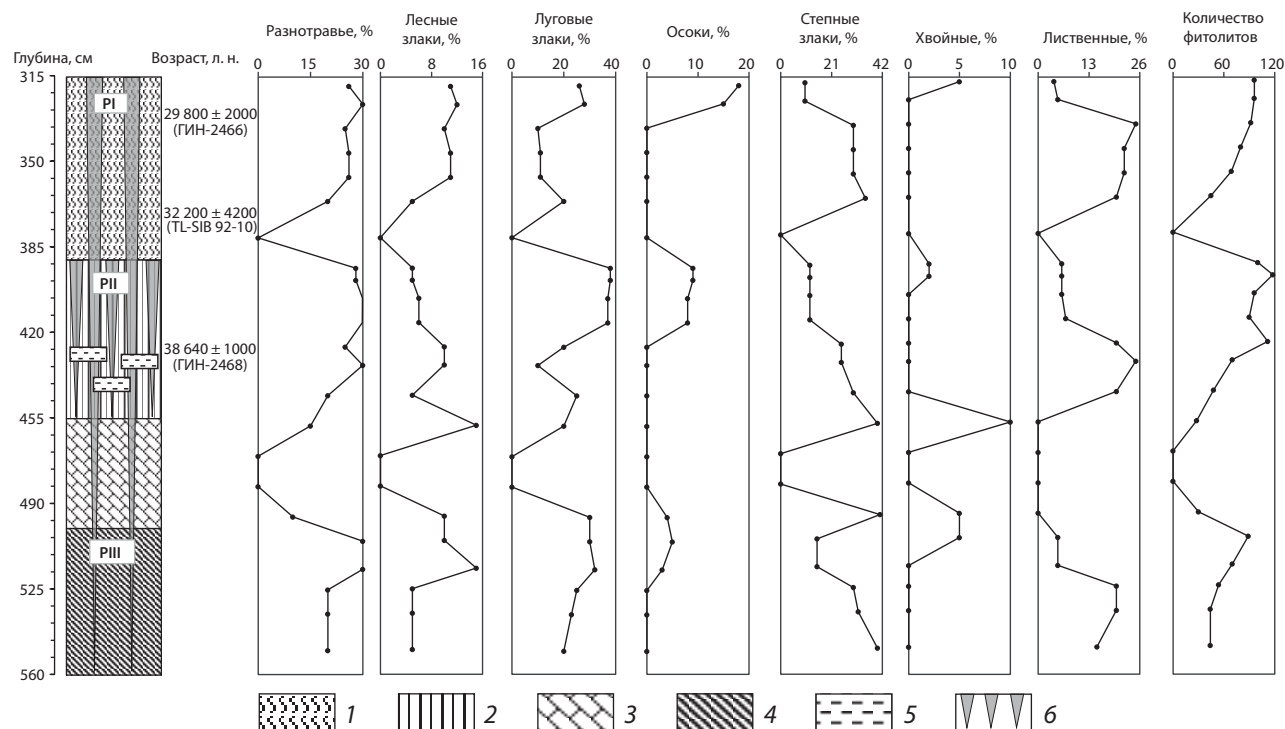 Разнотравье, %
Лесные
злаки, %
Луговые
злаки, %
Осоки, %
Степные
злаки, %
Хвойные, %
Лиственные, %
Количество
фитолитов
Глубина, см
Возраст, л. н.
0 15 30
0 8 16
0 20 40
0 10 20
0 21 42
0 5 10
0 13 26
0 60 120
315
350
385
420
455
490
525
560
PI
PII
PIII
29 800 ± 2000
(ГИН-2466)
32 200 ± 4200
(TL-SIB 92-10)
38 640 ± 1000
(ГИН-2468)
1 2 3 4 5 6